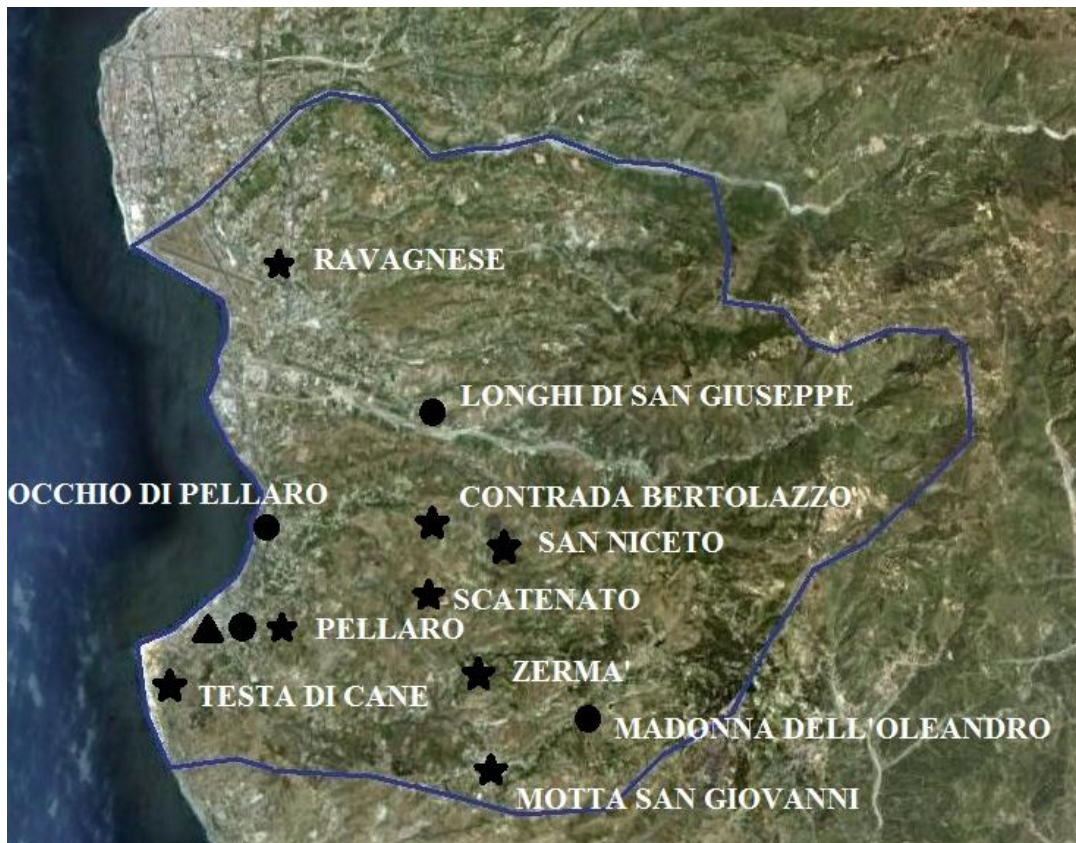 RAVAGNESE
LONGHI DI SAN GIUSEPPE
OCCHIO DI PELLARO
CONTRADA BERTOLAZZO
SAN NICETO
SCATENATO
PELLARO
ZERMA'
TESTA DI CANE
MADONNA DELL'OLEANDRO
MOTTA SAN GIOVANNI